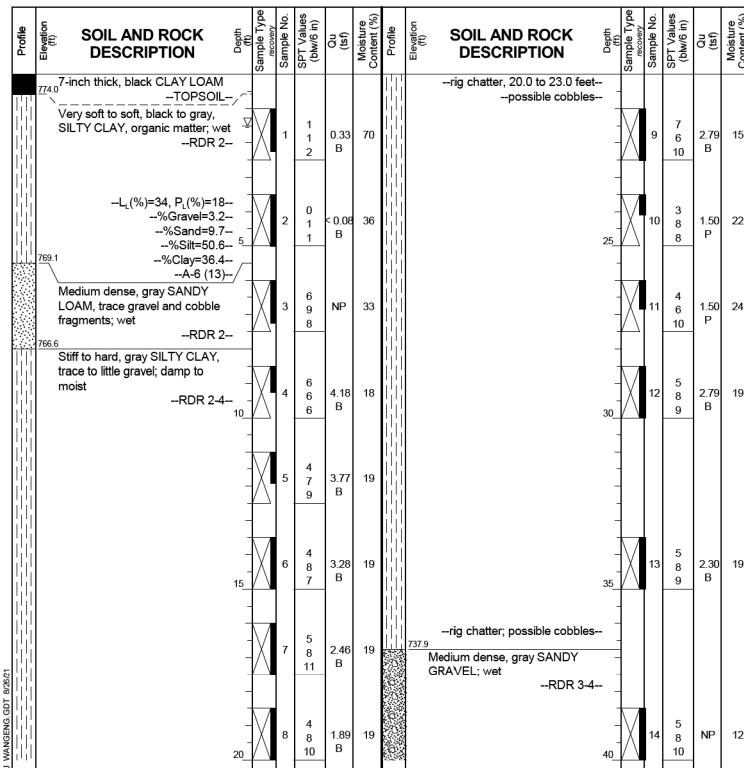 Profile
Elevation (ft)
SOIL AND ROCK DESCRIPTION
Depth (ft)
Sample Type
recovery
Sample No.
SPT Values (blw/6 in)
Qu (tsf)
Moisture Content (%)
7-inch thick, black CLAY LOAM
774.0
--TOPSOIL--
Very soft to soft, black to gray,
SILTY CLAY, organic matter; wet
--RDR 2--
1
1
1
2
0.33
B
70
--LL(%)=34, PL(%)=18--
--%Gravel=3.2--
--%Sand=9.7--
--%Silt=50.6--
--%Clay=36.4--
--A-6 (13)--
5
2
0
1
1
< 0.08
B
36
769.1
Medium dense, gray SANDY
LOAM, trace gravel and cobble
fragments; wet
--RDR 2--
3
6
9
8
NP
33
766.6
Stiff to hard, gray SILTY CLAY,
trace to little gravel; damp to
moist
--RDR 2-4--
10
4
6
6
6
4.18
B
18
5
4
7
9
3.77
B
19
15
6
4
8
7
3.28
B
19
7
5
8
11
2.46
B
19
20
8
4
8
10
1.89
B
19
WANGENG.GDT 8/26/21
Profile
Elevation (ft)
SOIL AND ROCK DESCRIPTION
Depth (ft)
Sample Type
recovery
Sample No.
SPT Values (blw/6 in)
Qu (tsf)
Moisture Content (%)
--rig chatter, 20.0 to 23.0 feet--
--possible cobbles--
9
7
6
10
2.79
B
15
25
10
3
8
8
1.50
P
22
11
4
6
10
1.50
P
24
30
12
5
8
9
2.79
B
19
35
13
5
8
9
2.30
B
19
--rig chatter; possible cobbles--
737.9
Medium dense, gray SANDY
GRAVEL; wet
--RDR 3-4--
40
14
5
8
10
NP
12